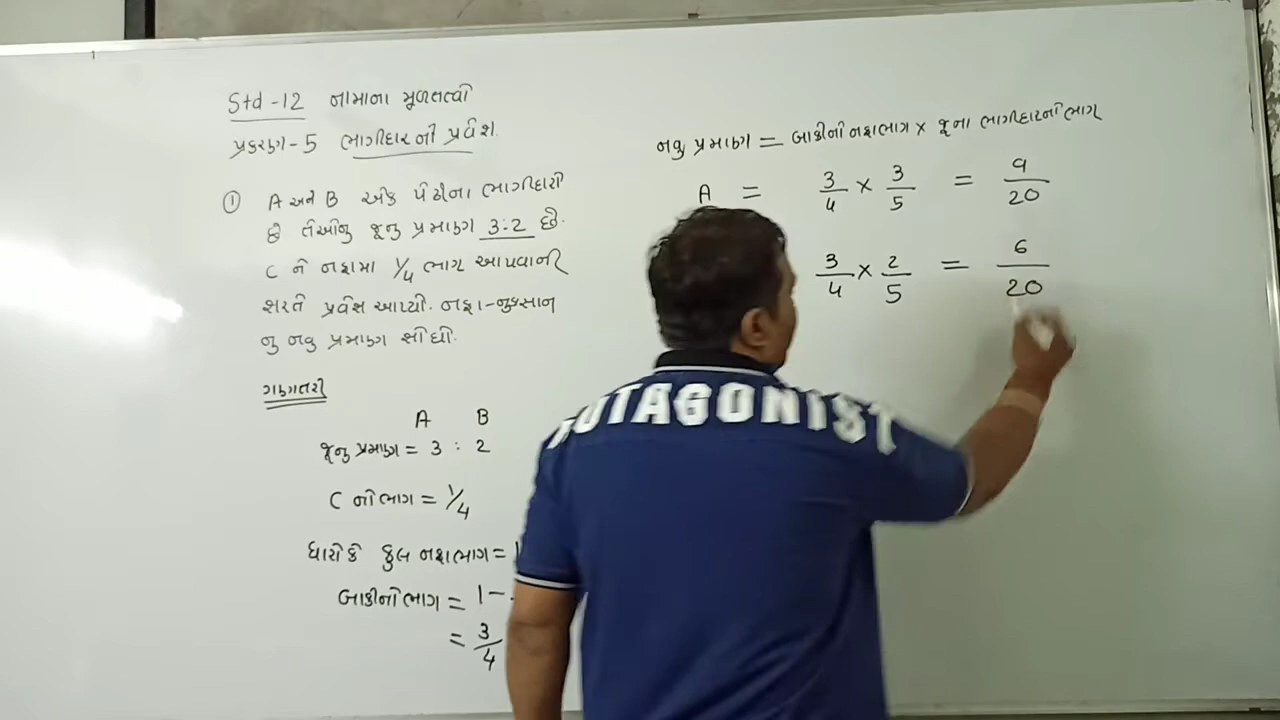 Std-12 નામાના મૂળતત્વો
પ્રકરણ-5 ભાગીદારનો પ્રવેશ.
① A અને B એક પેઢીના ભાગીદારો
છે તેઓનુ જૂનુ પ્રમાણ 3:2 છે.
C ને નફામા 1/4 ભાગ આપવાની
શરતે પ્રવેશ આપ્યો. નફા-નુકસાન
નુ નવુ પ્રમાણ શોધો.
ગણતરી
A B
જૂનુ પ્રમાણ = 3 : 2
C નો ભાગ = 1/4
ધારો કે કુલ નફાભાગ = 1
બાકીનો ભાગ = 1 -
= 3/4
નવુ પ્રમાણ = બાકીનો નફાભાગ × જૂના ભાગીદારનો ભાગ
A = 3/4 × 3/5 = 9/20
3/4 × 2/5 = 6/20
TAGONIST